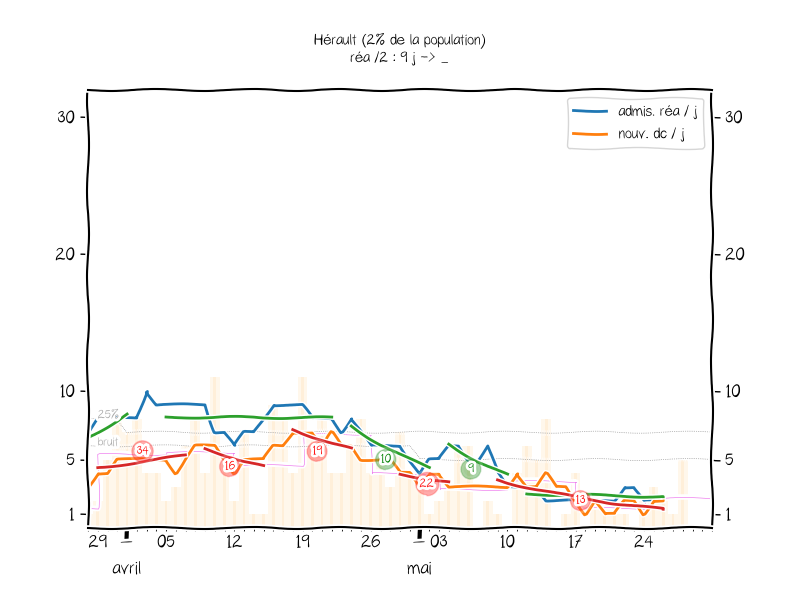 Hérault (2% de la population)
réa /2 : 9 j -> _
admis. réa / j
nouv. dc / j
30 30
20 20
10 10
25%
bruit
34 16 19 10 22 9 13
5 5
1 1
29 05 12 19 26 03 10 17 24
avril mai